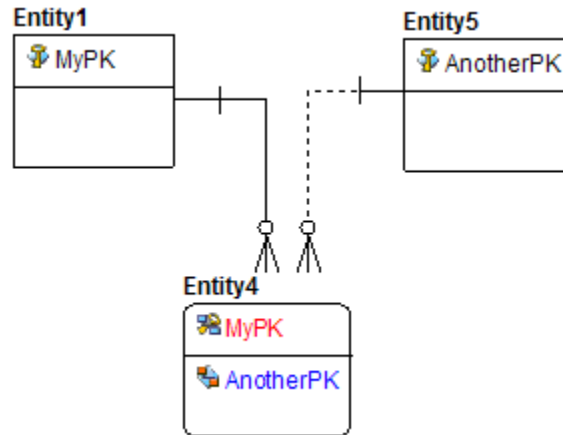 Entity1
MyPK
Entity5
AnotherPK
Entity4
MyPK
AnotherPK